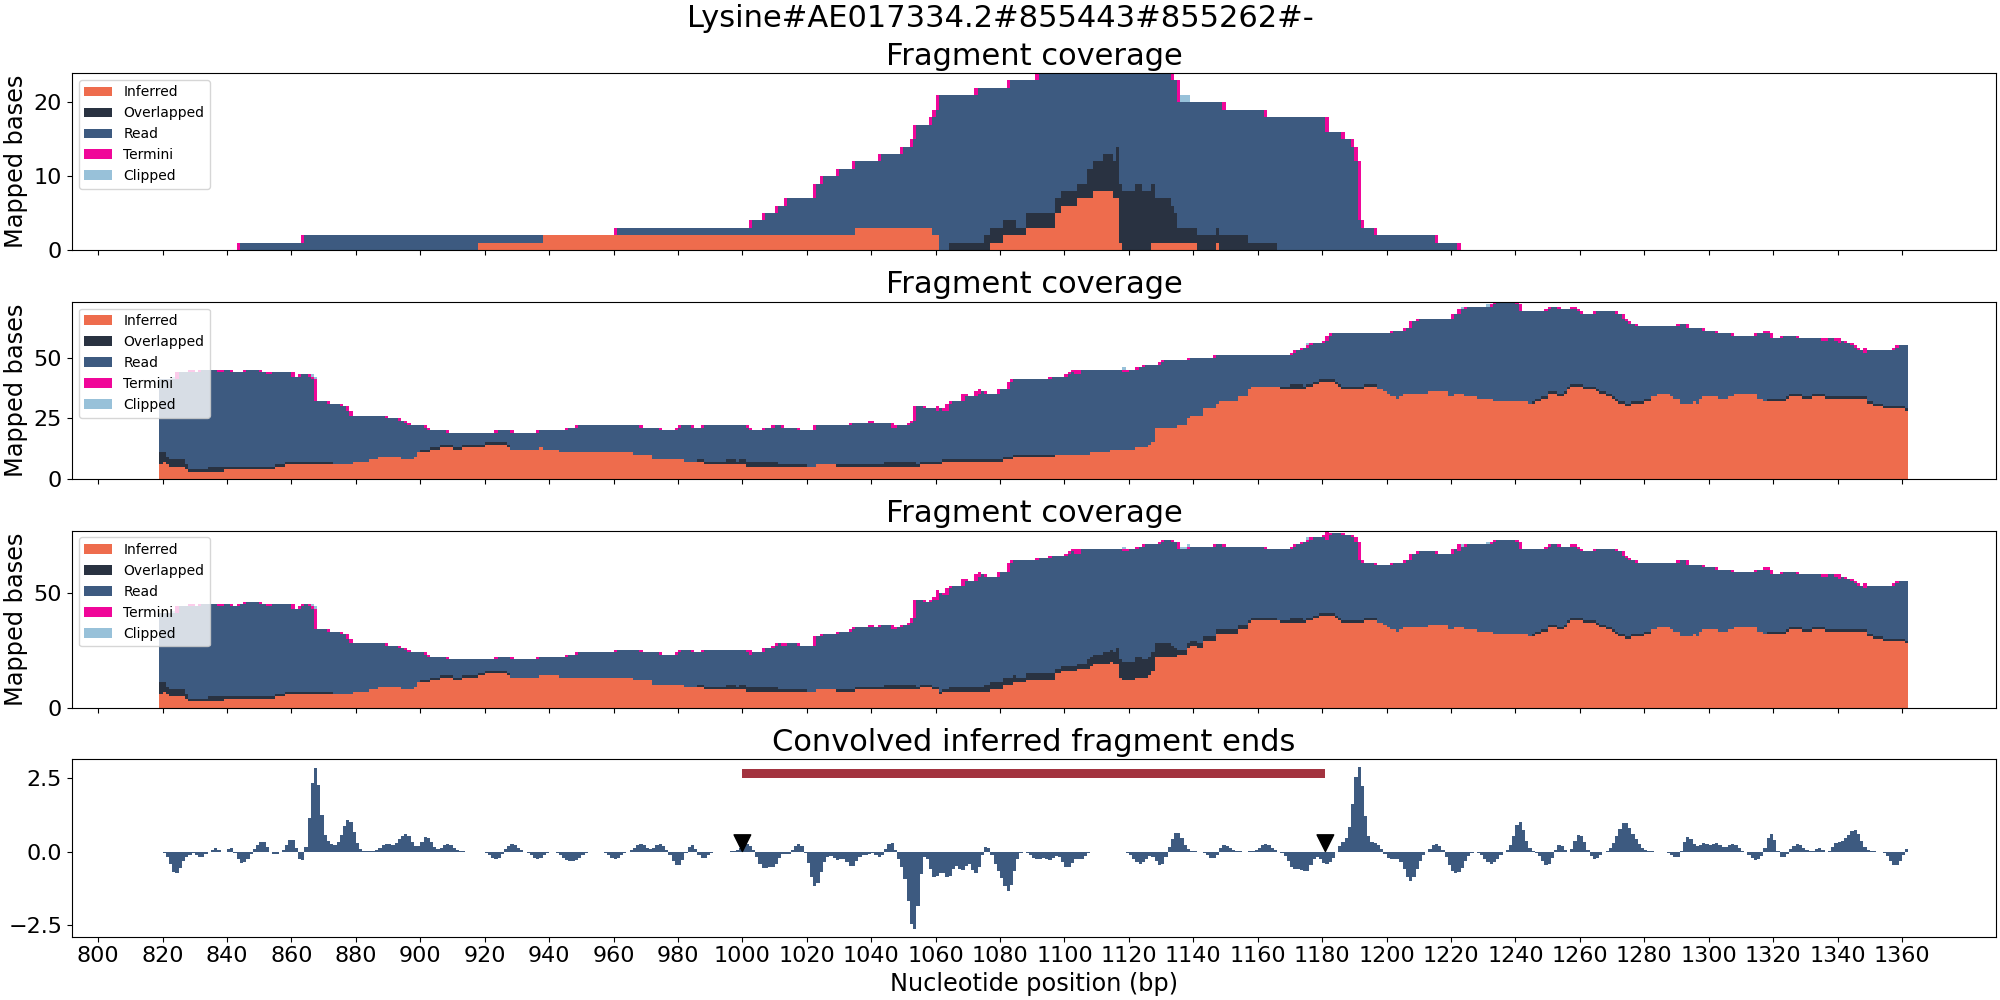 Lysine#AE017334.2#855443#855262#-
Fragment coverage
Mapped bases
20
10
0
Inferred
Overlapped
Read
Termini
Clipped
Fragment coverage
Mapped bases
50
25
0
Inferred
Overlapped
Read
Termini
Clipped
Fragment coverage
Mapped bases
50
0
Inferred
Overlapped
Read
Termini
Clipped
Convolved inferred fragment ends
2.5
0.0
−2.5
800 820 840 860 880 900 920 940 960 980 1000 1020 1040 1060 1080 1100 1120 1140 1160 1180 1200 1220 1240 1260 1280 1300 1320 1340 1360
Nucleotide position (bp)